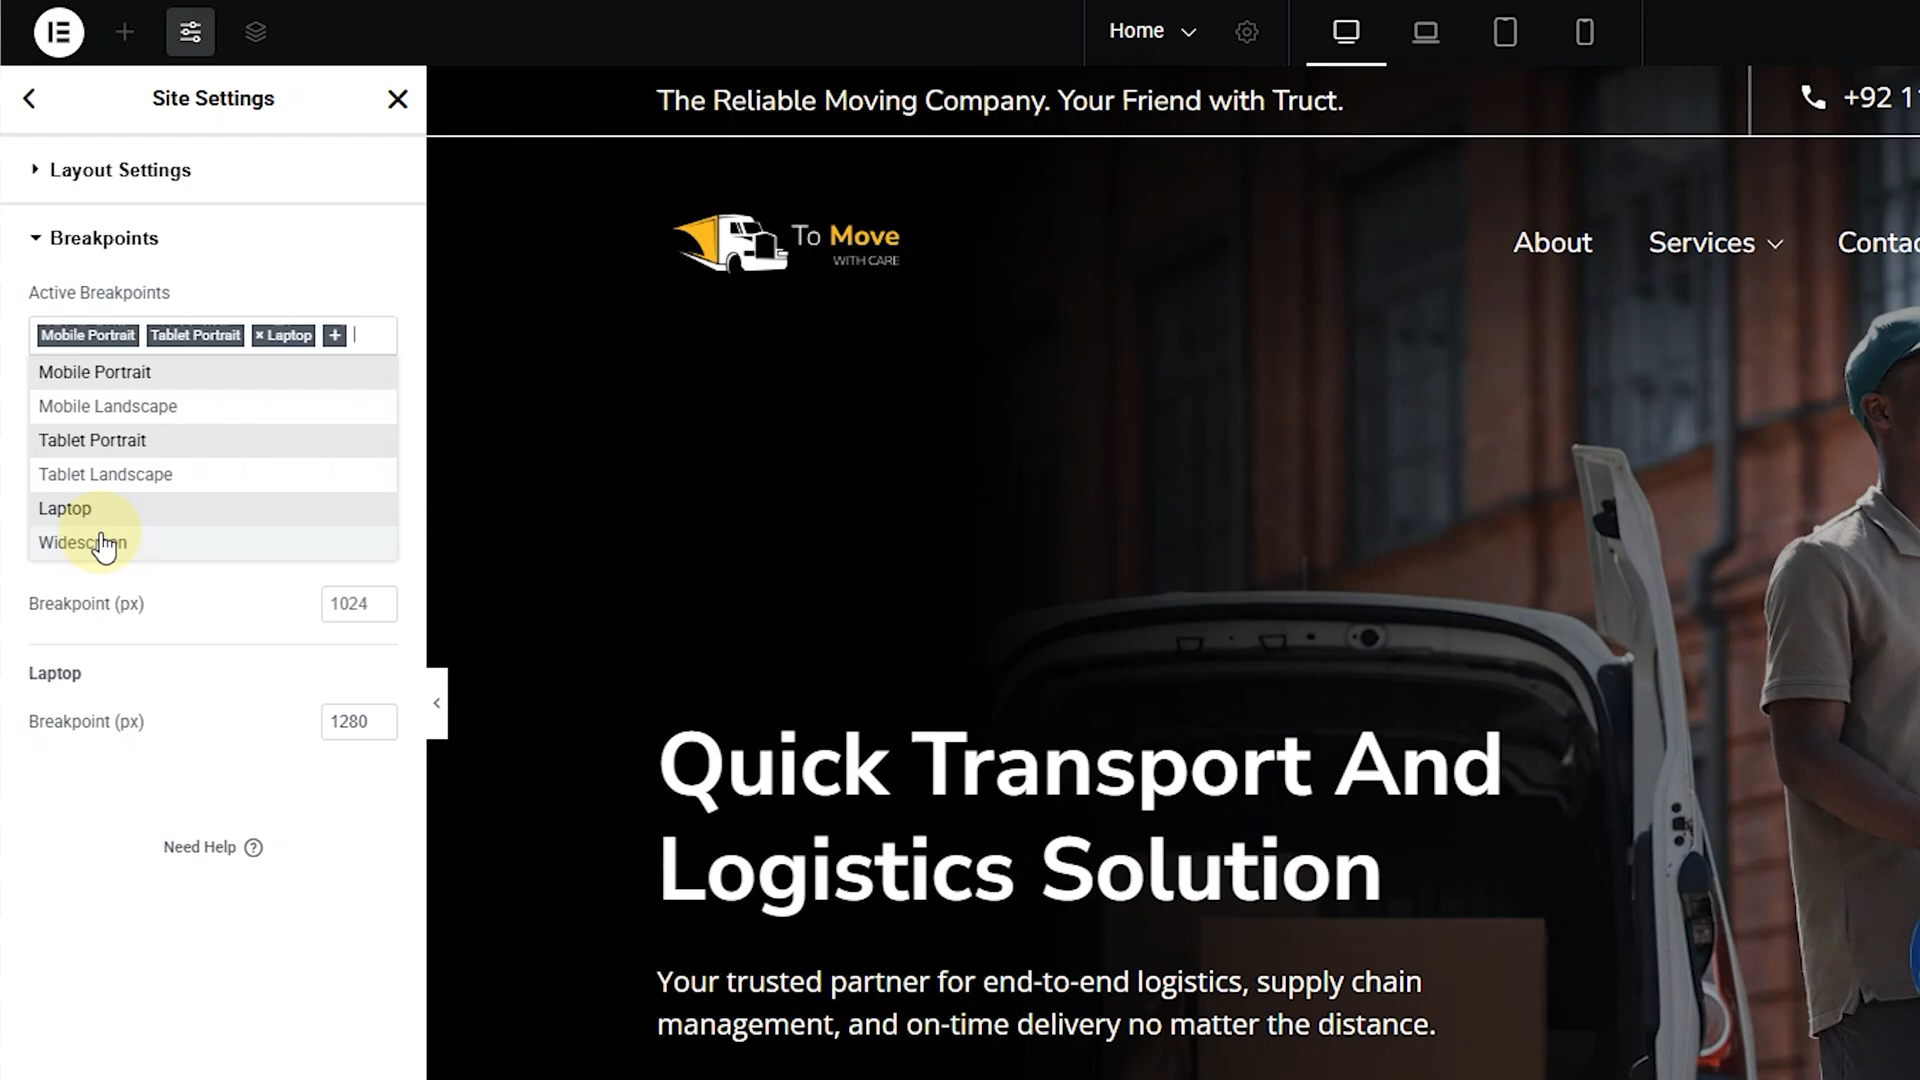 Home
Site Settings
Layout Settings
Breakpoints
Active Breakpoints
Mobile Portrait Tablet Portrait × Laptop +
Mobile Portrait
Mobile Landscape
Tablet Portrait
Tablet Landscape
Laptop
Widescreen
Breakpoint (px) 1024
Laptop
Breakpoint (px) 1280
Need Help ?
The Reliable Moving Company. Your Friend with Truct.
+92 1
To Move
WITH CARE
About Services
Quick Transport And
Logistics Solution
Your trusted partner for end-to-end logistics, supply chain
management, and on-time delivery no matter the distance.